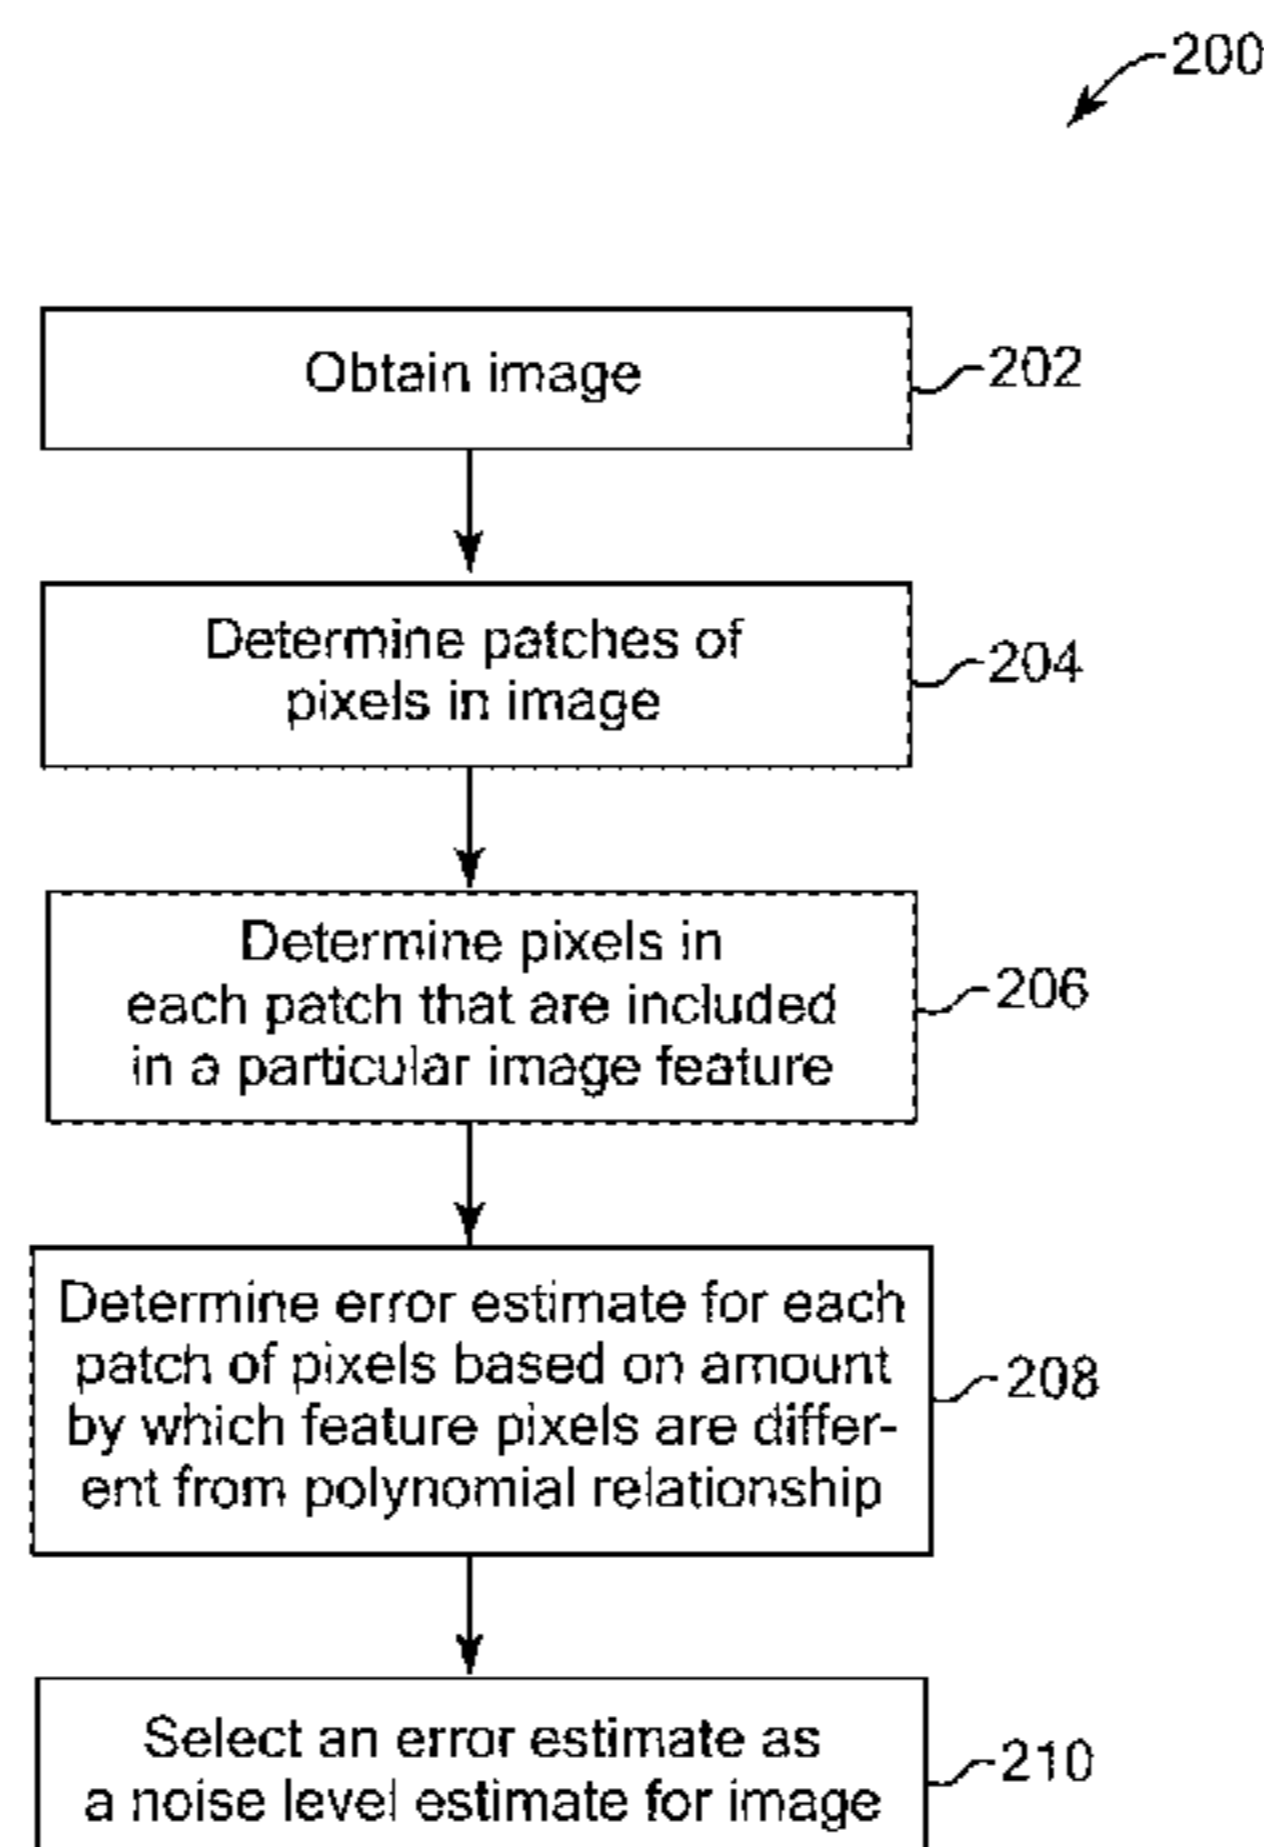 200
Obtain image
202
Determine patches of
pixels in image
204
Determine pixels in
each patch that are included
in a particular image feature
206
Determine error estimate for each
patch of pixels based on amount
by which feature pixels are differ-
ent from polynomial relationship
208
Select an error estimate as
a noise level estimate for image
210